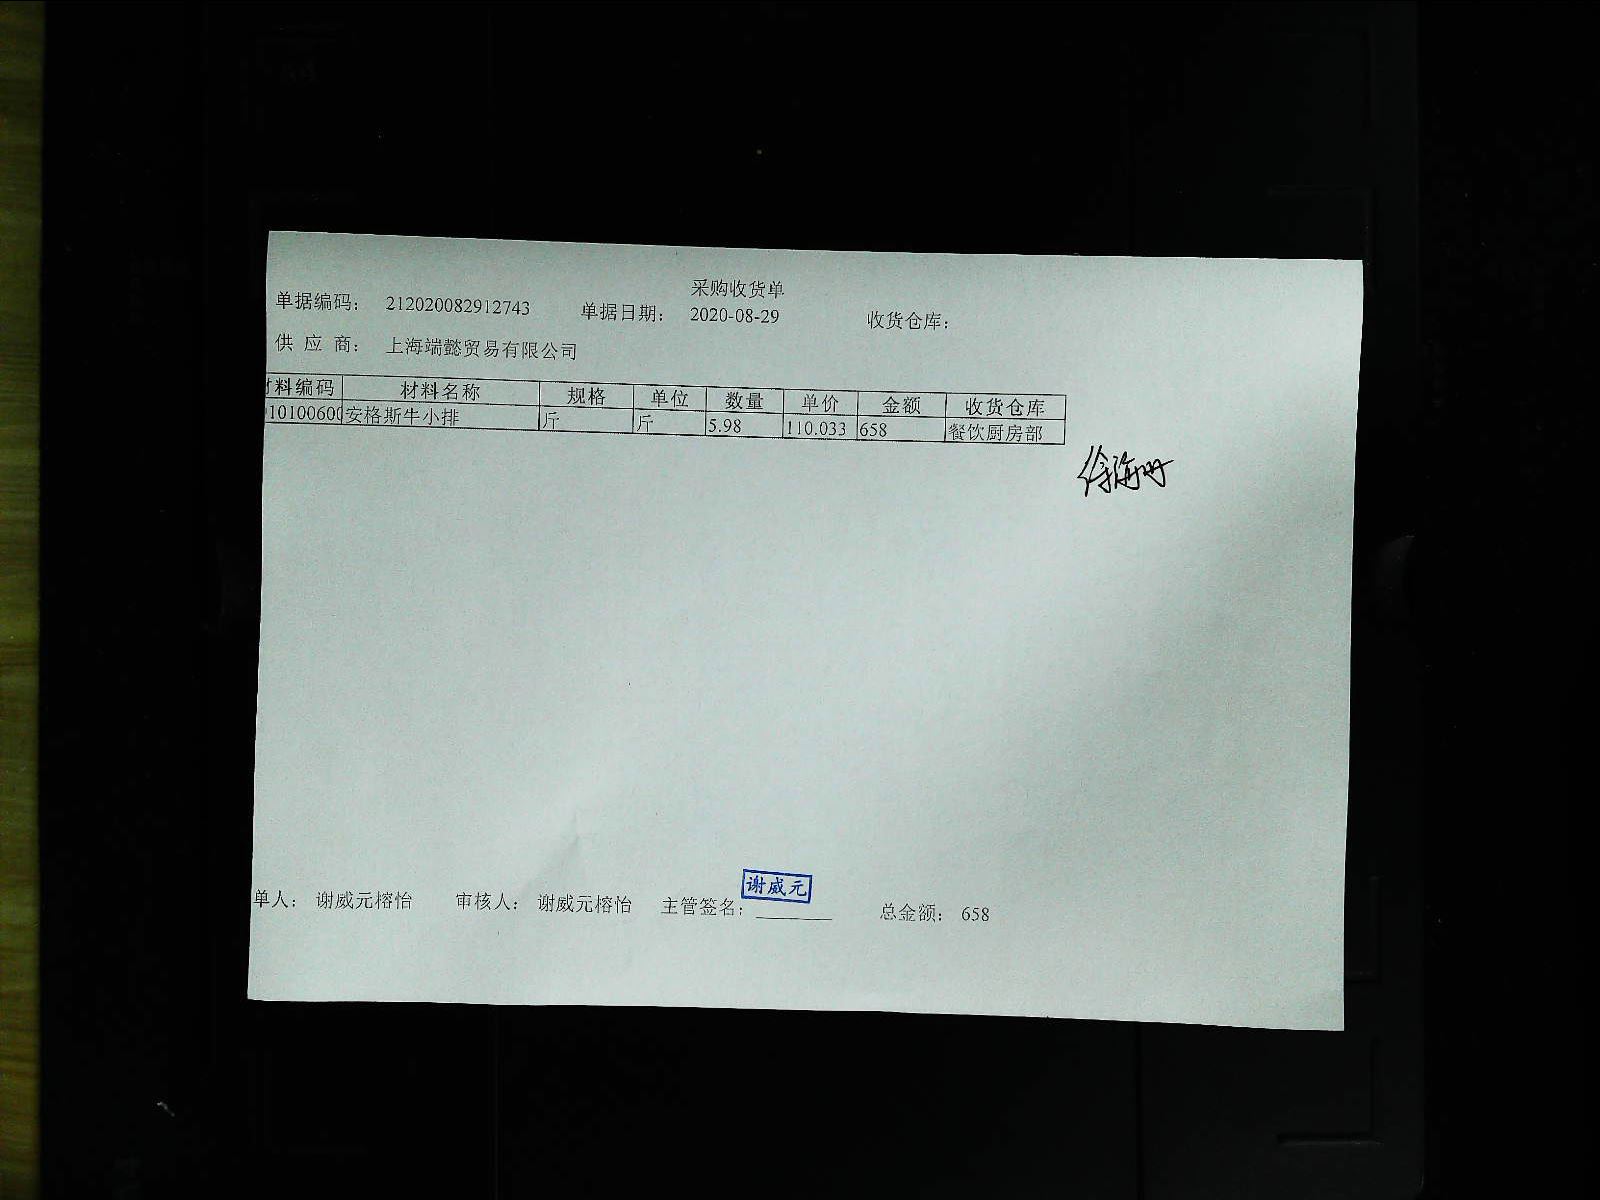 采购收货单
单据编码： 212020082912743 单据日期： 2020-08-29 收货仓库：
供 应 商： 上海端懿贸易有限公司
材料编码 材料名称 规格 单位 数量 单价 金额 收货仓库
10100600 安格斯牛小排 斤 斤 5.98 110.033 658 餐饮厨房部
谢威元
单人： 谢威元榕怡 审核人： 谢威元榕怡 主管签名： 总金额： 658